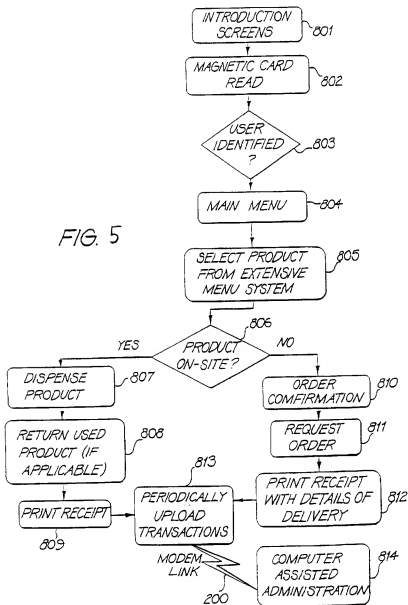 INTRODUCTION
SCREENS
801
MAGNETIC CARD
READ
802
USER
IDENTIFIED
?
803
MAIN MENU
804
FIG. 5
SELECT PRODUCT
FROM EXTENSIVE
MENU SYSTEM
805
806
YES
PRODUCT
ON-SITE?
NO
DISPENSE
PRODUCT
807
ORDER
COMFIRMATION
810
RETURN USED
PRODUCT (IF
APPLICABLE)
808
REQUEST
ORDER
811
813
PERIODICALLY
UPLOAD
TRANSACTIONS
PRINT RECEIPT
WITH DETAILS OF
DELIVERY
812
PRINT RECEIPT
809
MODEM
LINK
200
COMPUTER
ASSISTED
ADMINISTRATION
814